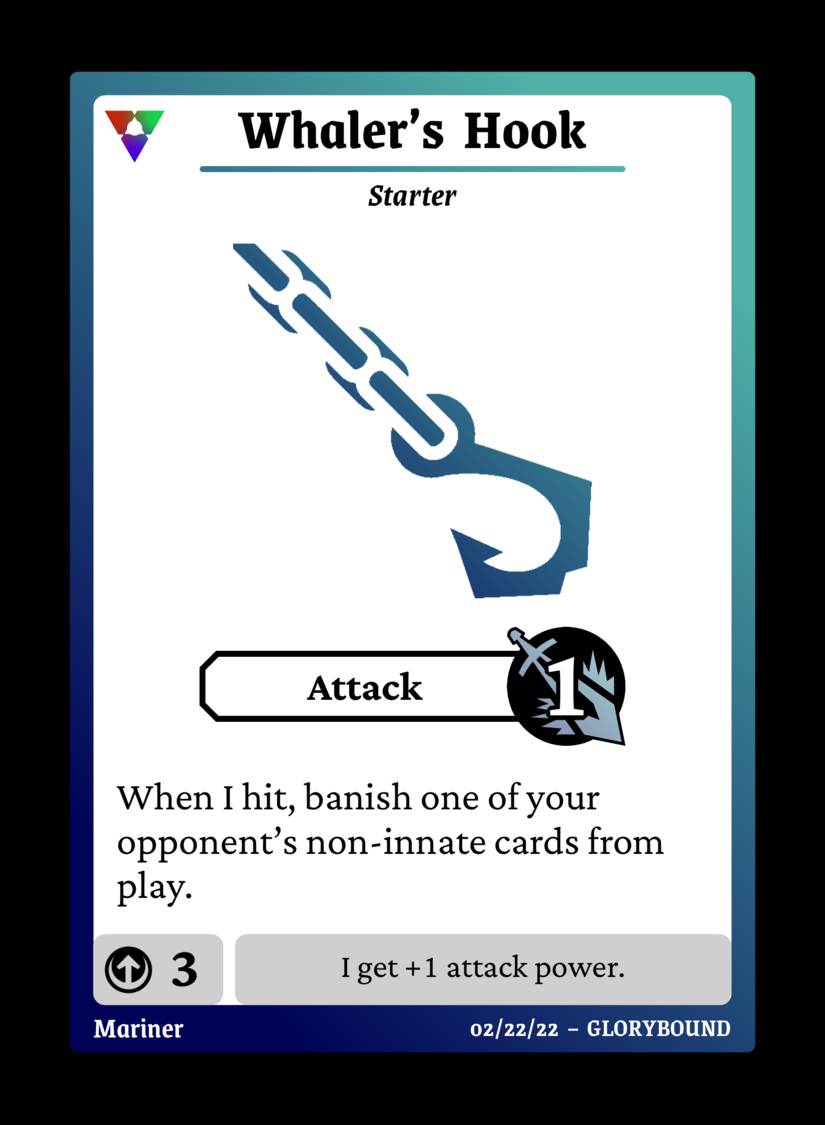 Whaler’s Hook
Starter
Attack
1
When I hit, banish one of your
opponent’s non-innate cards from
play.
3
I get +1 attack power.
Mariner
02/22/22 – GLORYBOUND